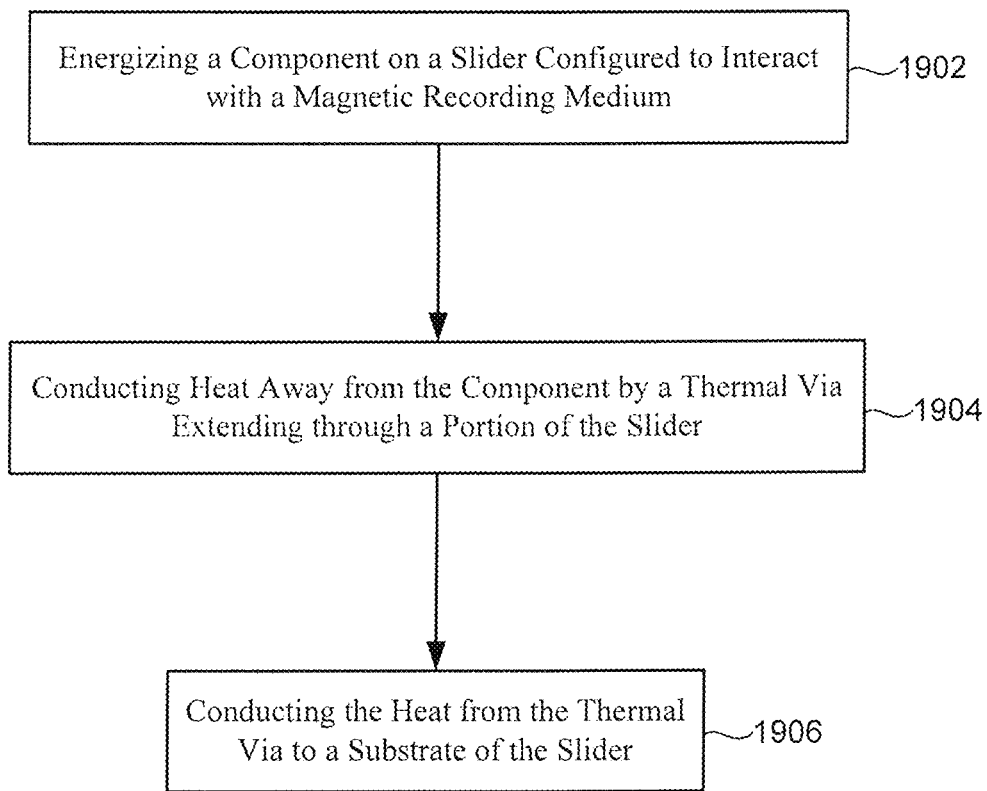 Energizing a Component on a Slider Configured to Interact
with a Magnetic Recording Medium
1902
Conducting Heat Away from the Component by a Thermal Via
Extending through a Portion of the Slider
1904
Conducting the Heat from the Thermal
Via to a Substrate of the Slider
1906